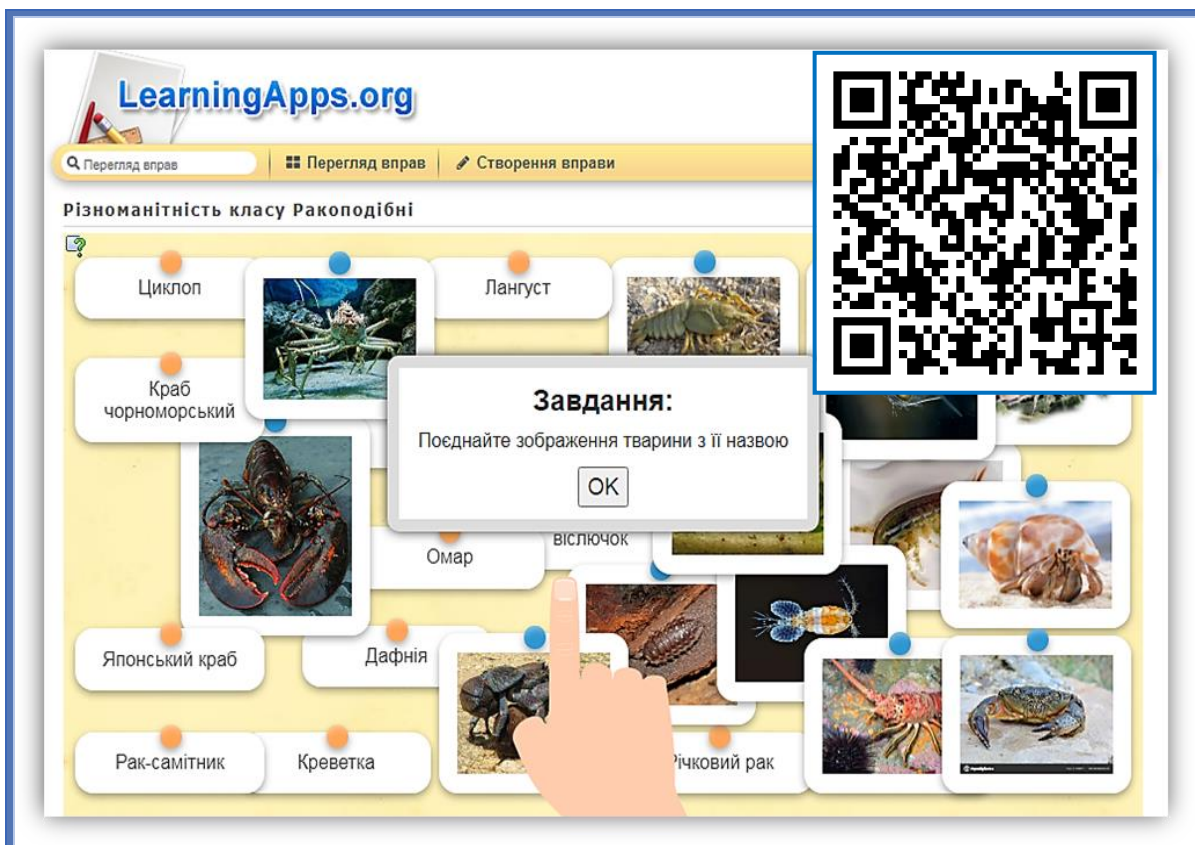 LearningApps.org
Перегляд вправ
Перегляд вправ
Створення вправи
Різноманітність класу Ракоподібні
Циклоп
Лангуст
Краб
чорноморський
Завдання:
Поєднайте зображення тварини з її назвою
OK
віслючок
Омар
Японський краб
Дафнія
Рак-самітник
Креветка
Річковий рак